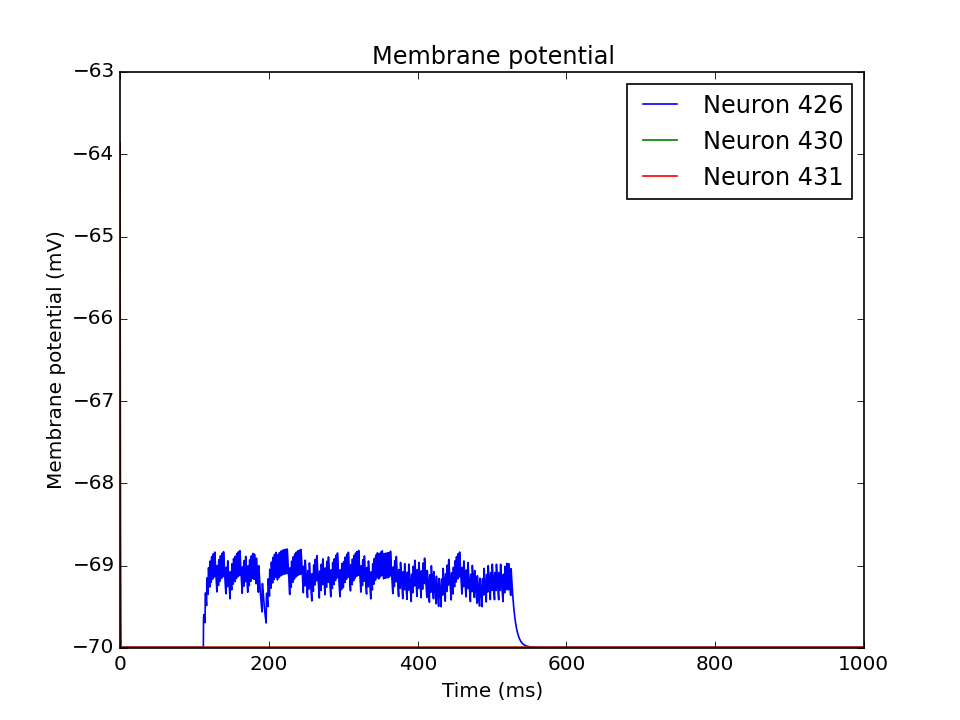 Membrane potential
−63
−64
−65
−66
−67
−68
−69
−70
Membrane potential (mV)
Neuron 426
Neuron 430
Neuron 431
0 200 400 600 800 1000
Time (ms)